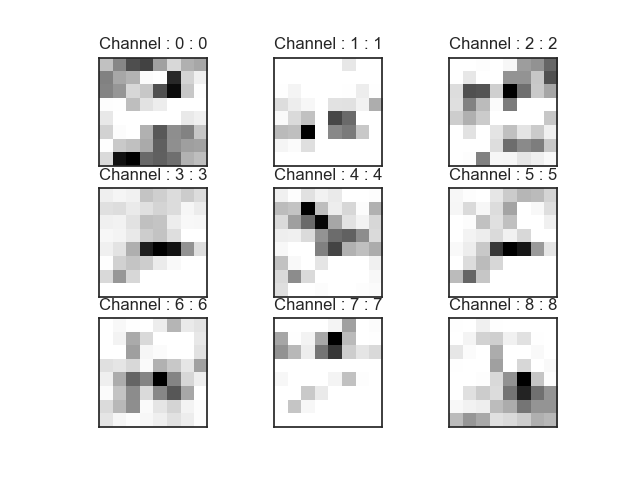 Channel : 0 : 0
Channel : 1 : 1
Channel : 2 : 2
Channel : 3 : 3
Channel : 4 : 4
Channel : 5 : 5
Channel : 6 : 6
Channel : 7 : 7
Channel : 8 : 8